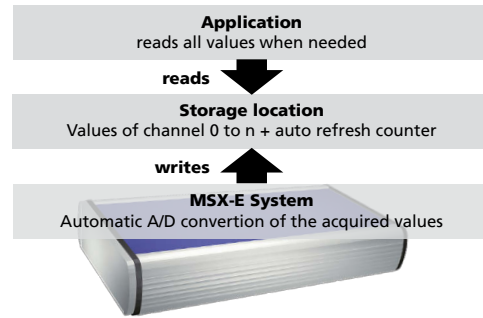 Application
reads all values when needed
reads
Storage location
Values of channel 0 to n + auto refresh counter
writes
MSX-E System
Automatic A/D convertion of the acquired values